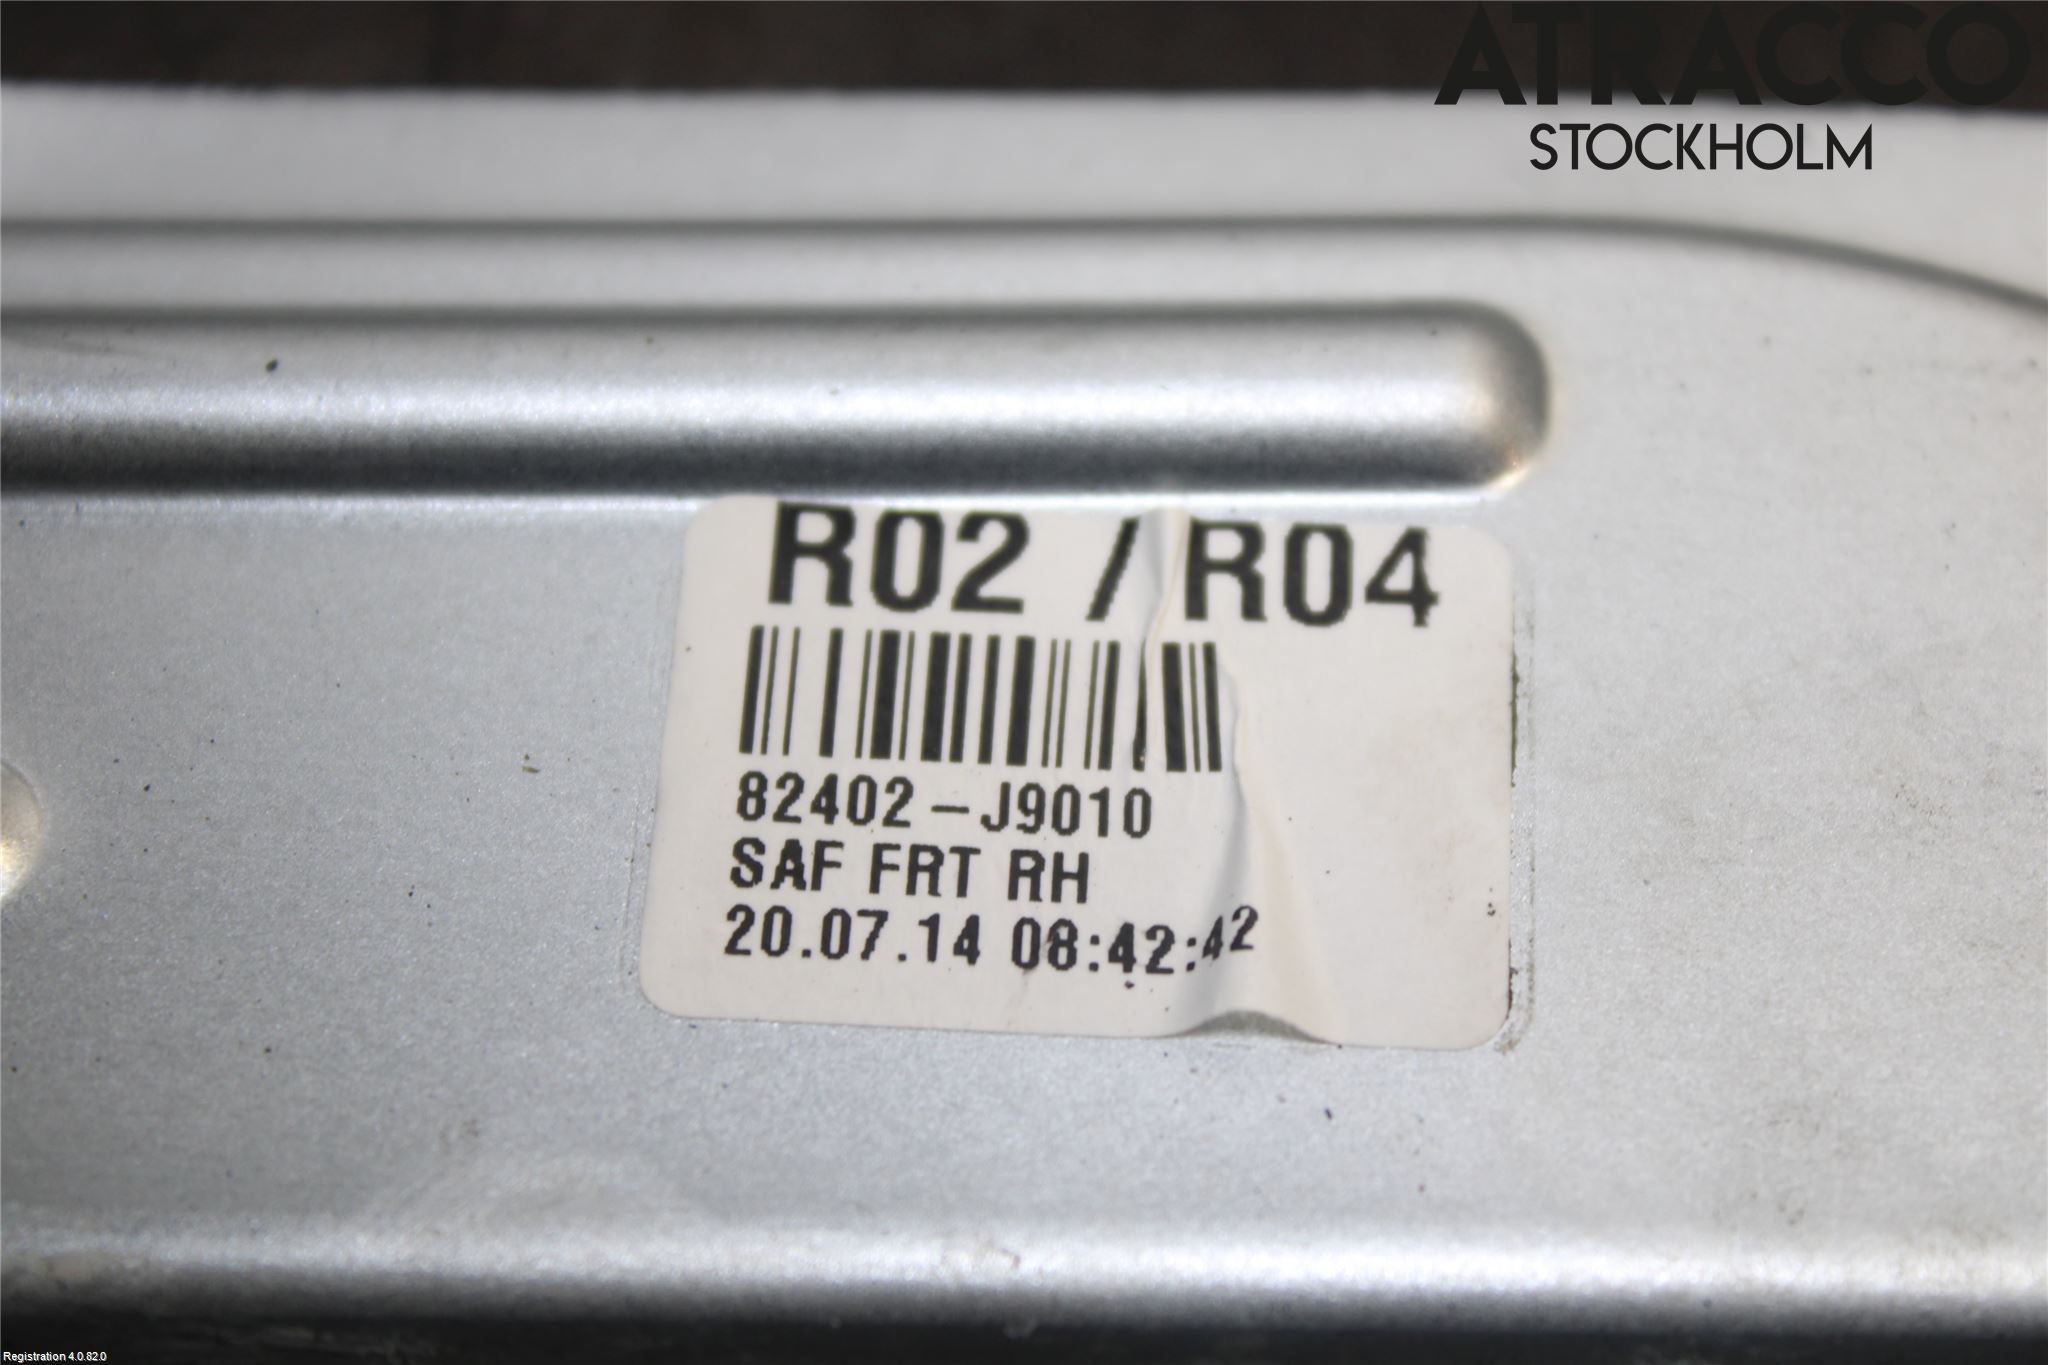 ATRACCO
STOCKHOLM
R02 / R04
82402-J9010
SAF FRT RH
20.07.14 08:42:42
Registration 4.0.82.0